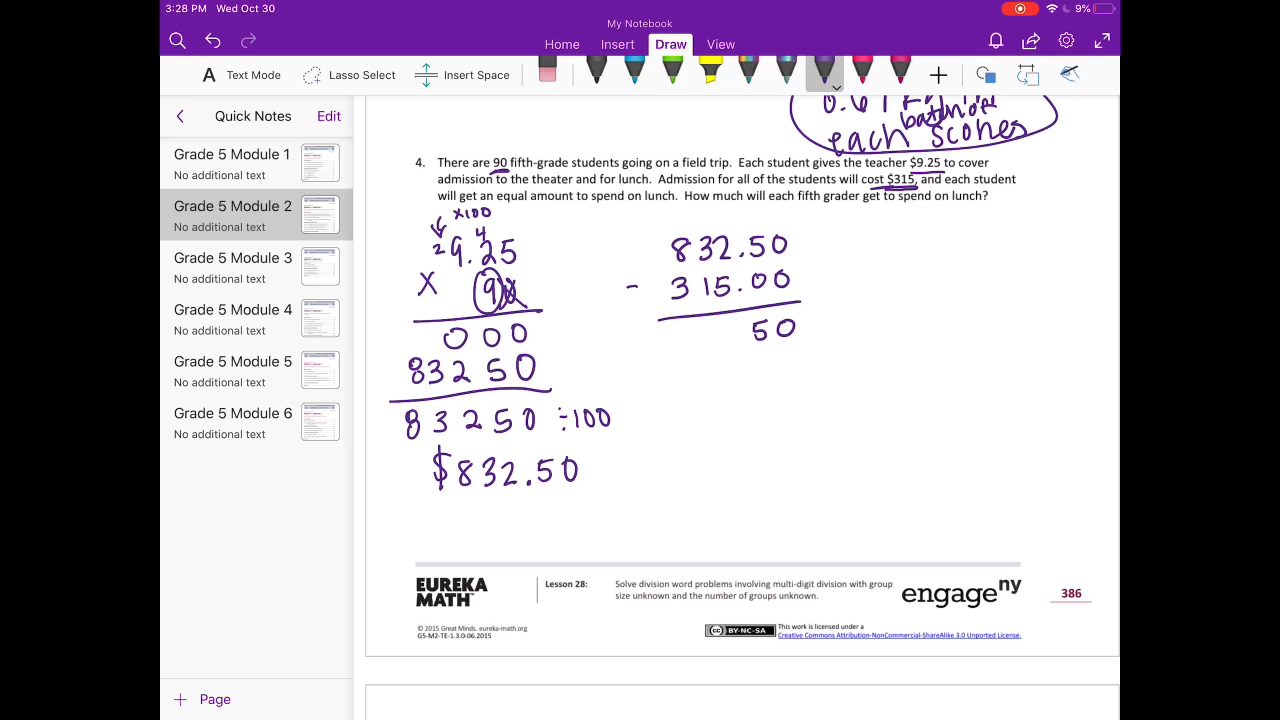 3:28 PM Wed Oct 30
9%
My Notebook
Home Insert Draw View
A Text Mode Lasso Select Insert Space
Quick Notes Edit
Grade 5 Module 1
No additional text
Grade 5 Module 2
No additional text
Grade 5 Module 3
No additional text
Grade 5 Module 4
No additional text
Grade 5 Module 5
No additional text
Grade 5 Module 6
No additional text
Page
batch of
each scones
4. There are 90 fifth-grade students going on a field trip. Each student gives the teacher $9.25 to cover
admission to the theater and for lunch. Admission for all of the students will cost $315, and each student
will get an equal amount to spend on lunch. How much will each fifth grader get to spend on lunch?
x100
2 4
9.25
x 90
000
83250
83250 ÷100
$832.50
832.50
- 315.00
50
EUREKA
MATH
Lesson 28: Solve division word problems involving multi-digit division with group
size unknown and the number of groups unknown.
engage ny
386
© 2015 Great Minds. eureka-math.org
G5-M2-TE-1.3.0-06.2015
cc BY-NC-SA
This work is licensed under a
Creative Commons Attribution-NonCommercial-ShareAlike 3.0 Unported License.